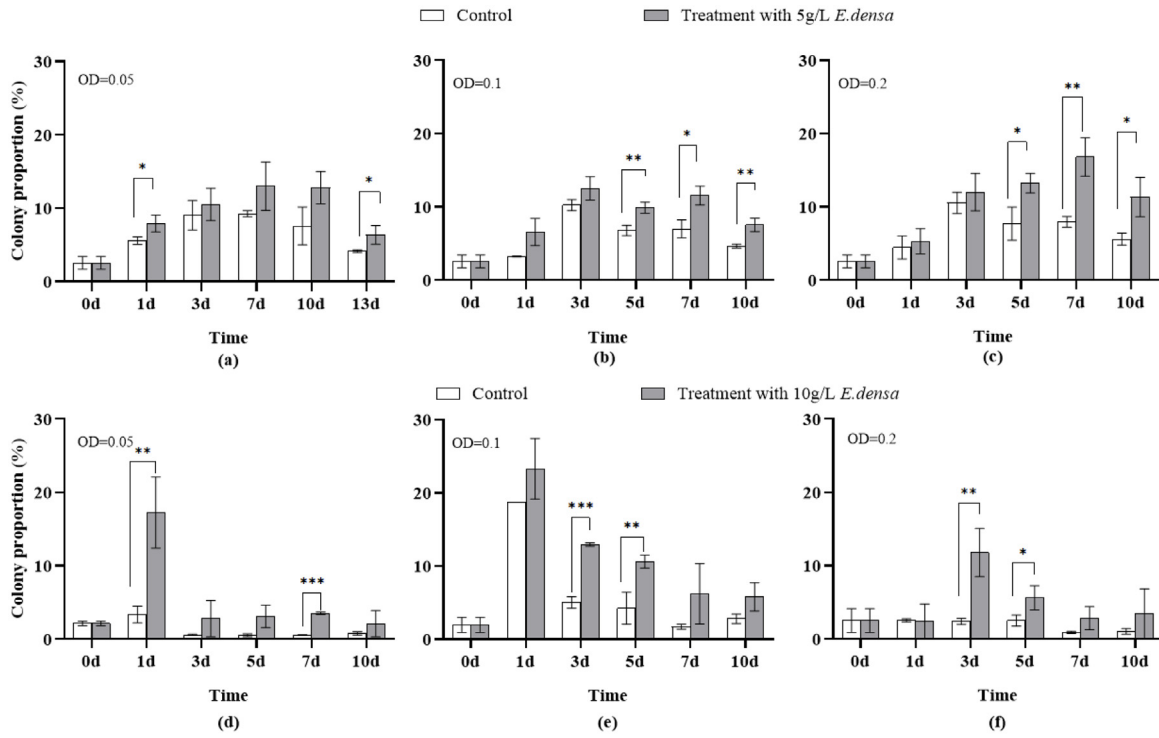 Control Treatment with 5g/L E.densa
Colony proportion (%)
30
20
10
0
OD=0.05
*
*
0d 1d 3d 7d 10d 13d
Time
(a)
30
20
10
0
OD=0.1
**
*
**
0d 1d 3d 5d 7d 10d
Time
(b)
30
20
10
0
OD=0.2
*
**
*
0d 1d 3d 5d 7d 10d
Time
(c)
Control Treatment with 10g/L E.densa
Colony proportion (%)
30
20
10
0
OD=0.05
**
***
0d 1d 3d 5d 7d 10d
Time
(d)
30
20
10
0
OD=0.1
***
**
0d 1d 3d 5d 7d 10d
Time
(e)
30
20
10
0
OD=0.2
**
*
0d 1d 3d 5d 7d 10d
Time
(f)